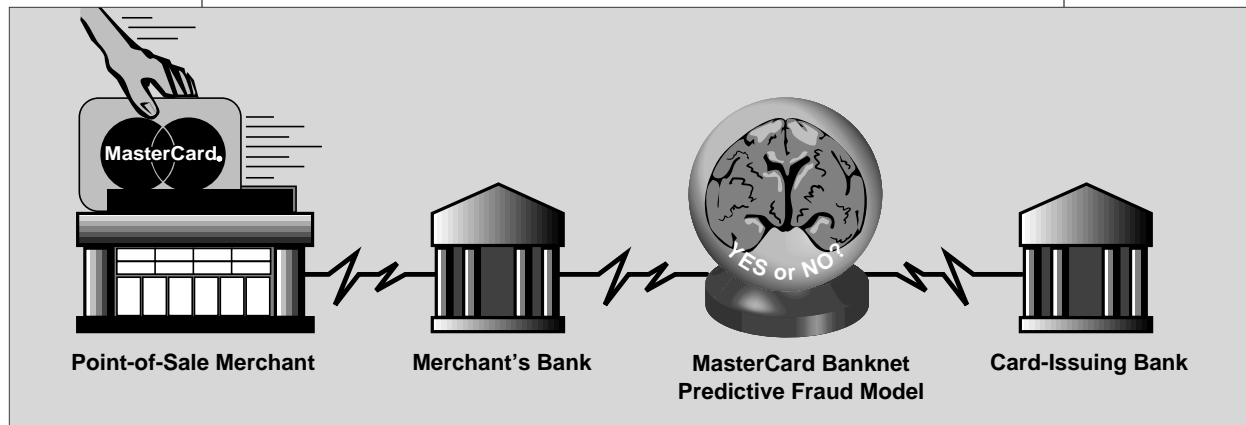 MasterCard.
YES or NO?
Point-of-Sale Merchant
Merchant's Bank
MasterCard Banknet
Predictive Fraud Model
Card-Issuing Bank